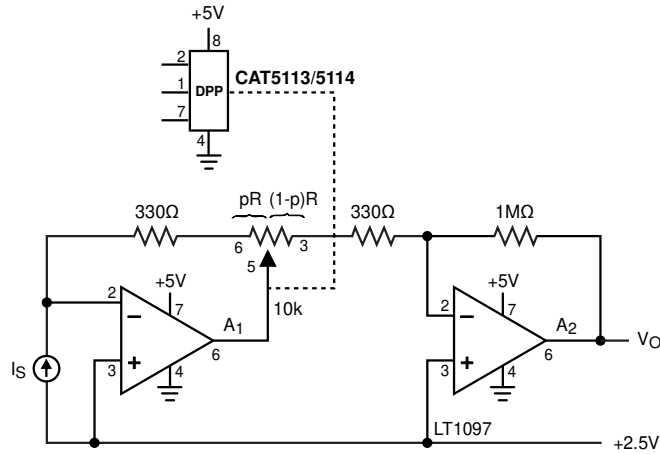 +5V
8
2
1
7
DPP
4
CAT5113/5114
330Ω
pR (1-p)R
330Ω
1MΩ
6
3
5
10k
+5V
7
2
–
+
3
4
A1
6
+5V
7
2
–
+
3
4
A2
6
VO
IS
LT1097
+2.5V